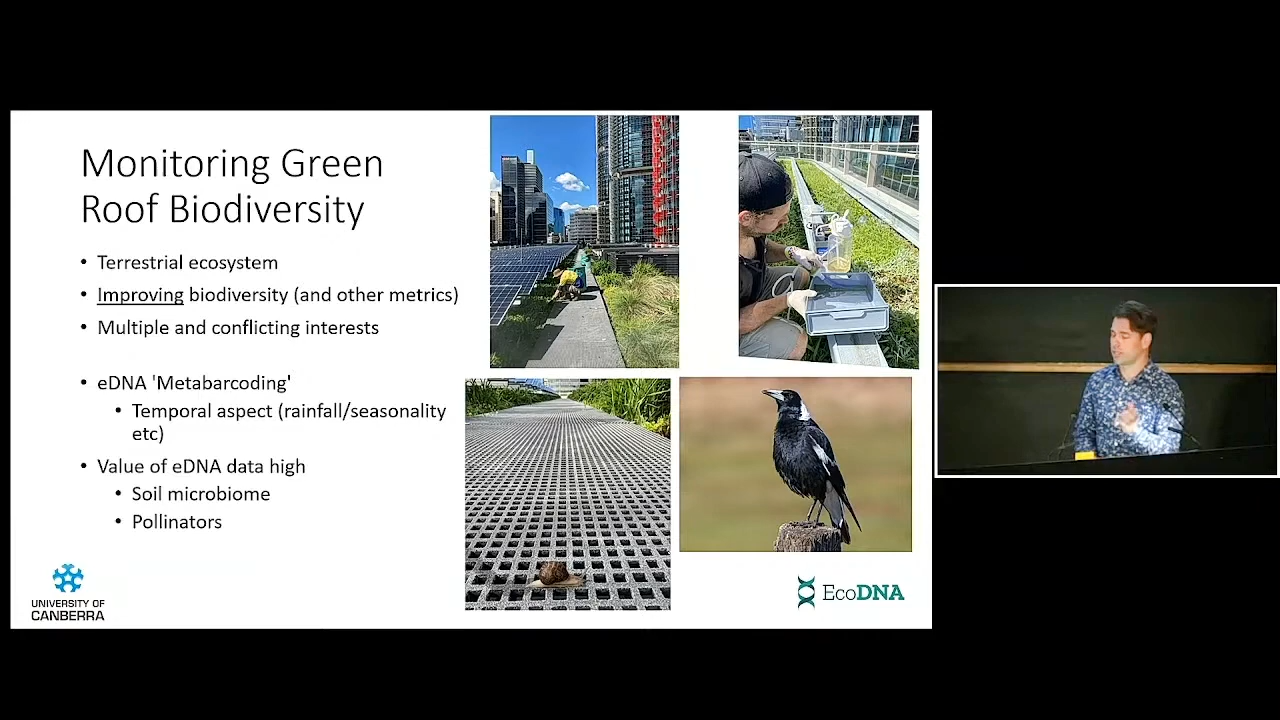 Monitoring Green
Roof Biodiversity
• Terrestrial ecosystem
• Improving biodiversity (and other metrics)
• Multiple and conflicting interests
• eDNA 'Metabarcoding'
• Temporal aspect (rainfall/seasonality
etc)
• Value of eDNA data high
• Soil microbiome
• Pollinators
UNIVERSITY OF
CANBERRA
EcoDNA